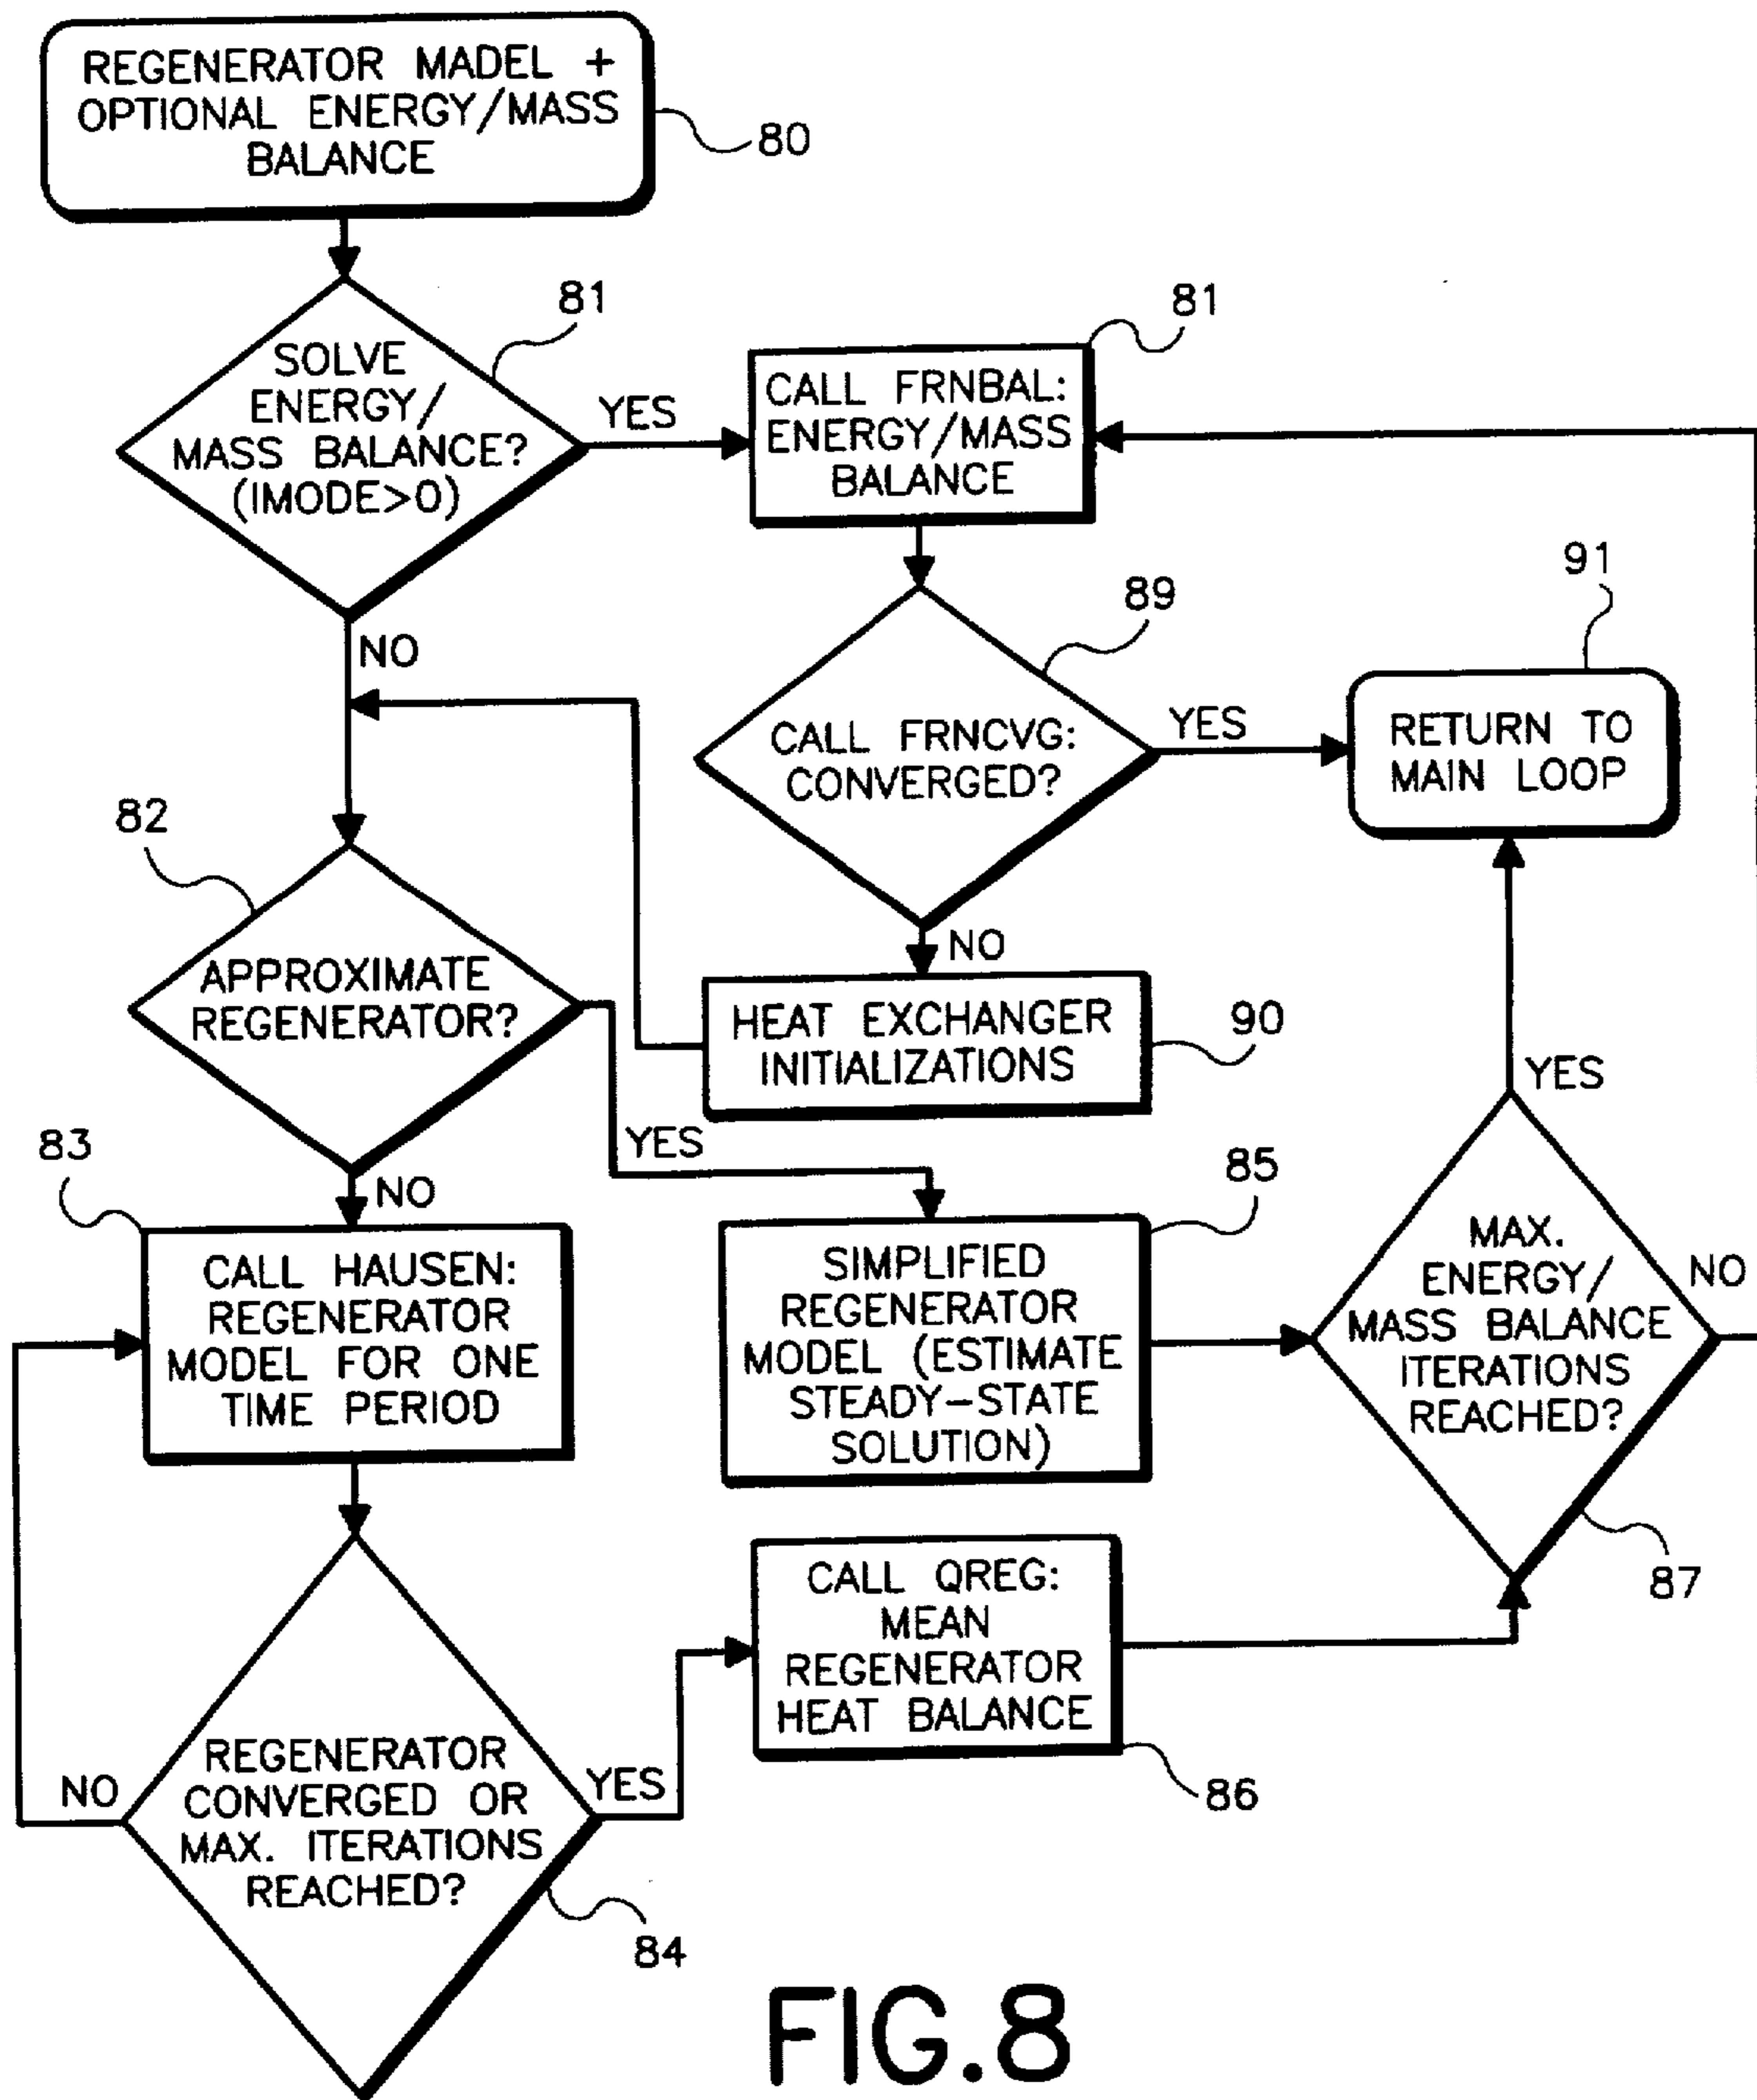 REGENERATOR MADEL +
OPTIONAL ENERGY/MASS
BALANCE
80
SOLVE
ENERGY/
MASS BALANCE?
(IMODE>0)
81
YES
NO
CALL FRNBAL:
ENERGY/MASS
BALANCE
81
CALL FRNCVG:
CONVERGED?
89
YES
NO
RETURN TO
MAIN LOOP
91
HEAT EXCHANGER
INITIALIZATIONS
90
APPROXIMATE
REGENERATOR?
82
YES
NO
CALL HAUSEN:
REGENERATOR
MODEL FOR ONE
TIME PERIOD
83
SIMPLIFIED
REGENERATOR
MODEL (ESTIMATE
STEADY-STATE
SOLUTION)
85
MAX.
ENERGY/
MASS BALANCE
ITERATIONS
REACHED?
87
YES
NO
REGENERATOR
CONVERGED OR
MAX. ITERATIONS
REACHED?
84
NO
YES
CALL QREG:
MEAN
REGENERATOR
HEAT BALANCE
86
FIG.8